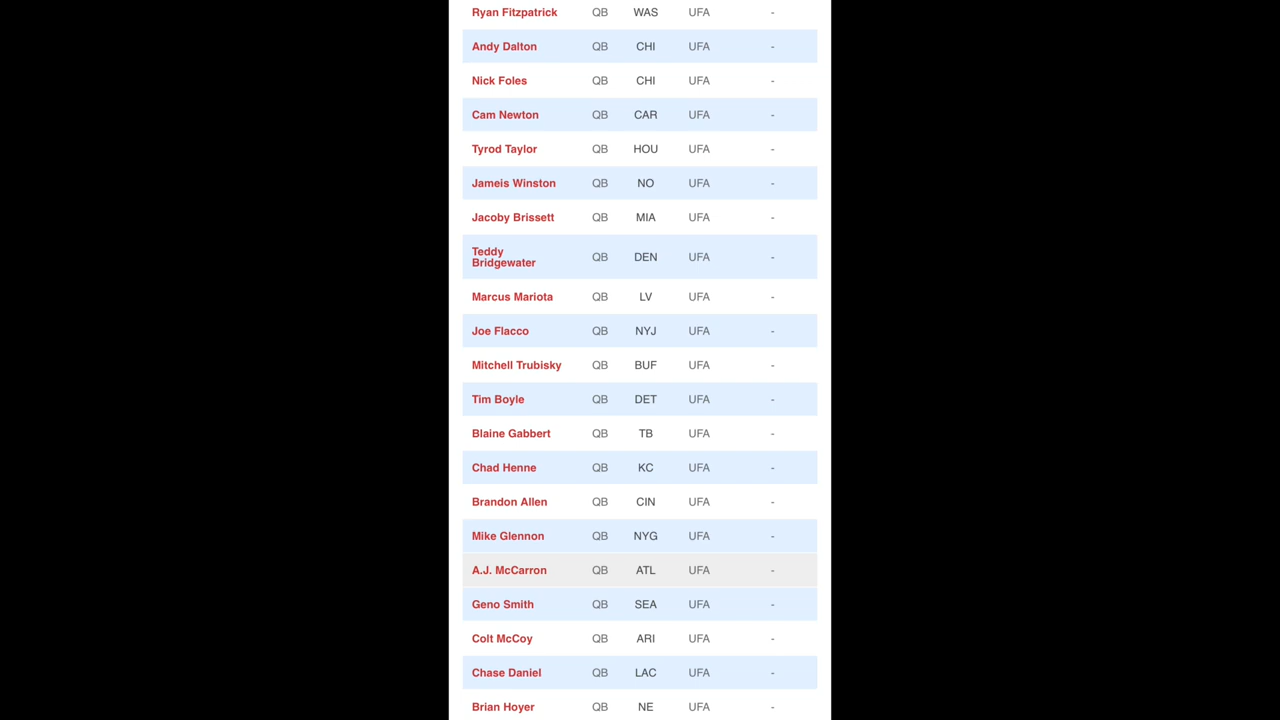 Ryan Fitzpatrick QB WAS UFA -
Andy Dalton QB CHI UFA -
Nick Foles QB CHI UFA -
Cam Newton QB CAR UFA -
Tyrod Taylor QB HOU UFA -
Jameis Winston QB NO UFA -
Jacoby Brissett QB MIA UFA -
Teddy
Bridgewater QB DEN UFA -
Marcus Mariota QB LV UFA -
Joe Flacco QB NYJ UFA -
Mitchell Trubisky QB BUF UFA -
Tim Boyle QB DET UFA -
Blaine Gabbert QB TB UFA -
Chad Henne QB KC UFA -
Brandon Allen QB CIN UFA -
Mike Glennon QB NYG UFA -
A.J. McCarron QB ATL UFA -
Geno Smith QB SEA UFA -
Colt McCoy QB ARI UFA -
Chase Daniel QB LAC UFA -
Brian Hoyer QB NE UFA -